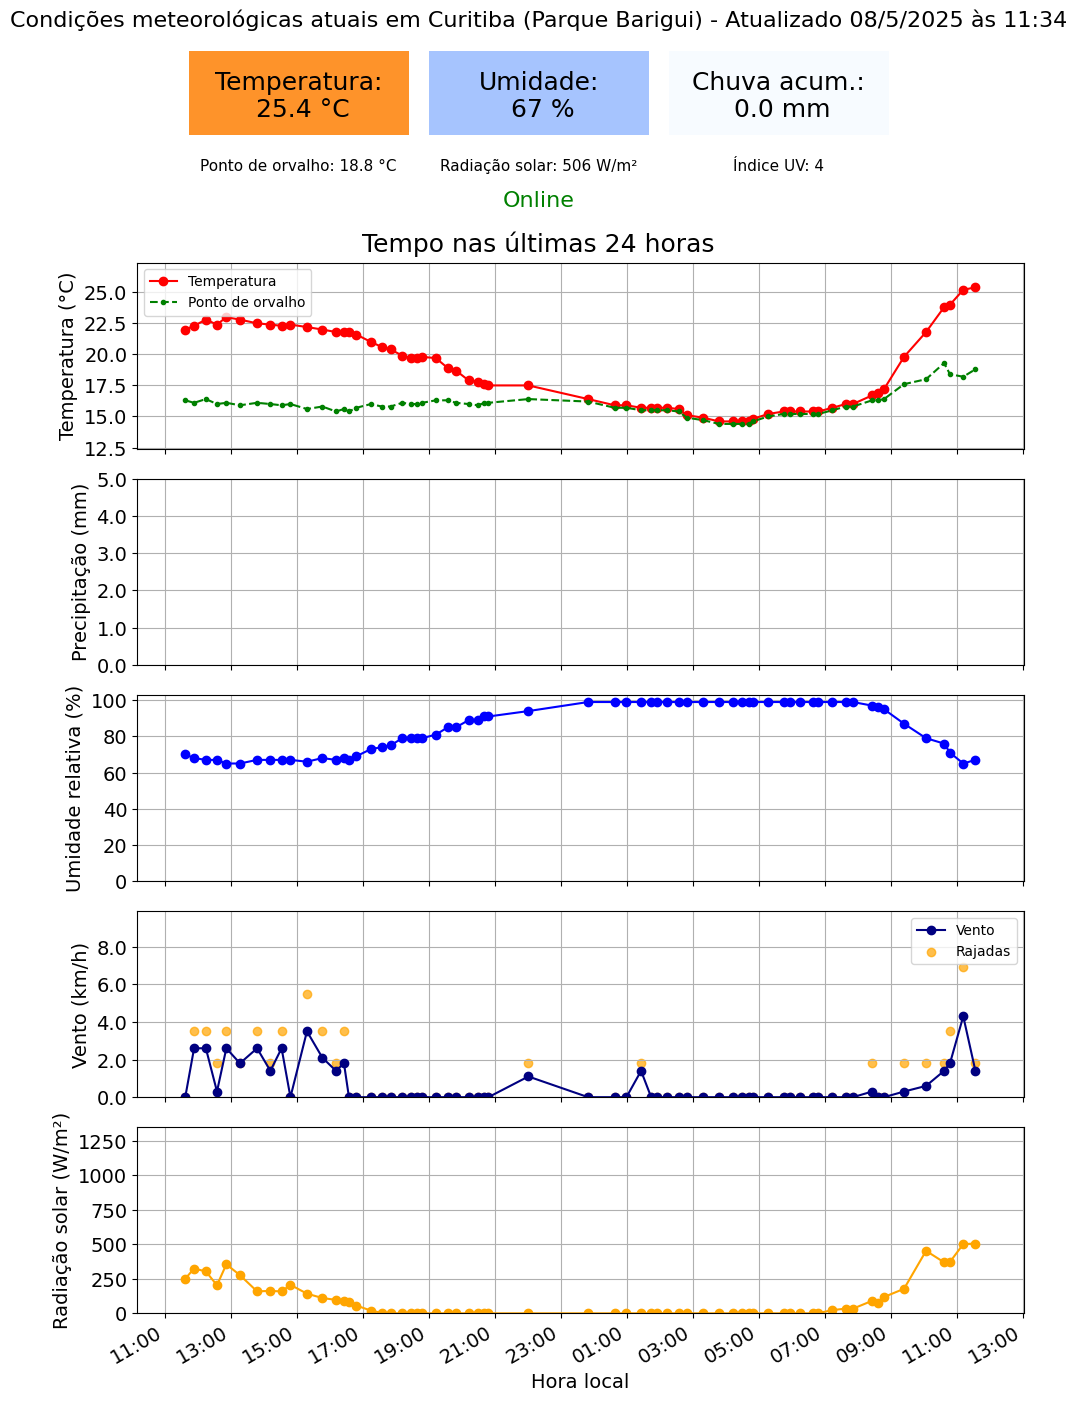 Condições meteorológicas atuais em Curitiba (Parque Barigui) - Atualizado 08/5/2025 às 11:34
Temperatura:
25.4 °C
Umidade:
67 %
Chuva acum.:
0.0 mm
Ponto de orvalho: 18.8 °C
Radiação solar: 506 W/m²
Índice UV: 4
Online
Tempo nas últimas 24 horas
Temperatura (°C)
25.0
22.5
20.0
17.5
15.0
12.5
Temperatura
Ponto de orvalho
Precipitação (mm)
5.0
4.0
3.0
2.0
1.0
0.0
Umidade relativa (%)
100
80
60
40
20
0
Vento (km/h)
8.0
6.0
4.0
2.0
0.0
Vento
Rajadas
Radiação solar (W/m²)
1250
1000
750
500
250
0
11:00
13:00
15:00
17:00
19:00
21:00
23:00
01:00
03:00
05:00
07:00
09:00
11:00
13:00
Hora local